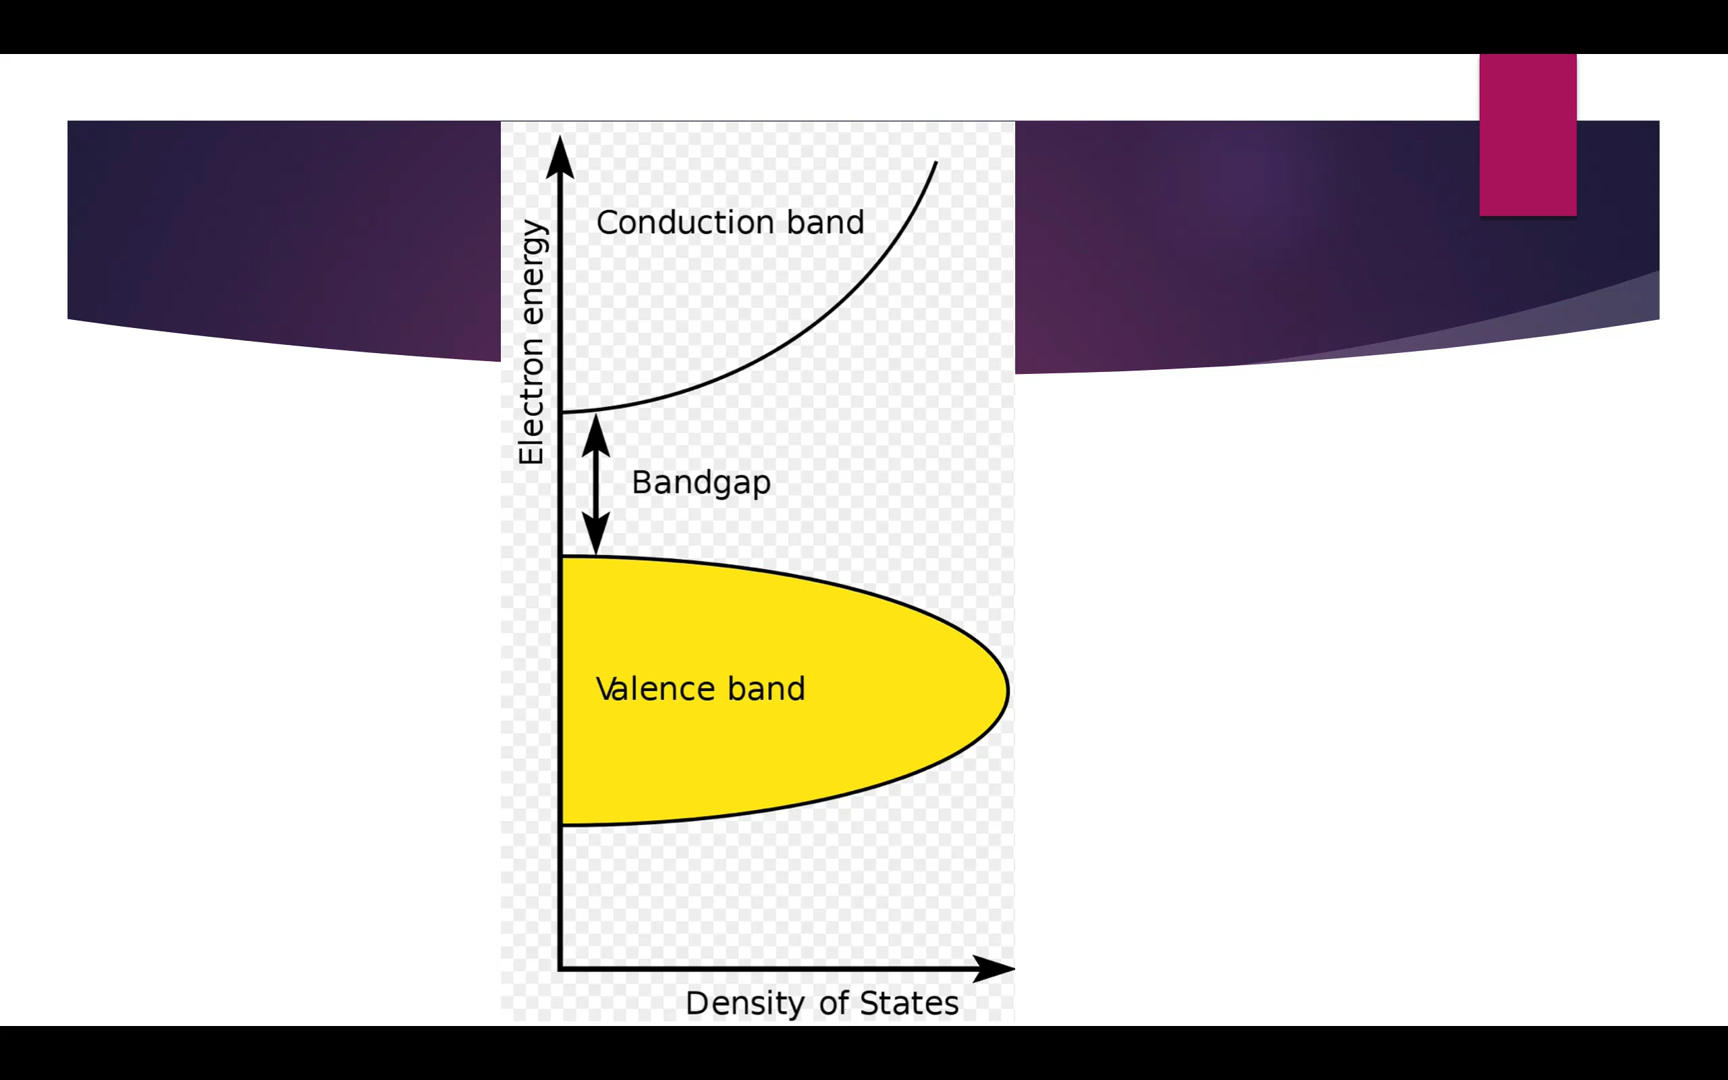 Conduction band
Electron energy
Bandgap
Valence band
Density of States